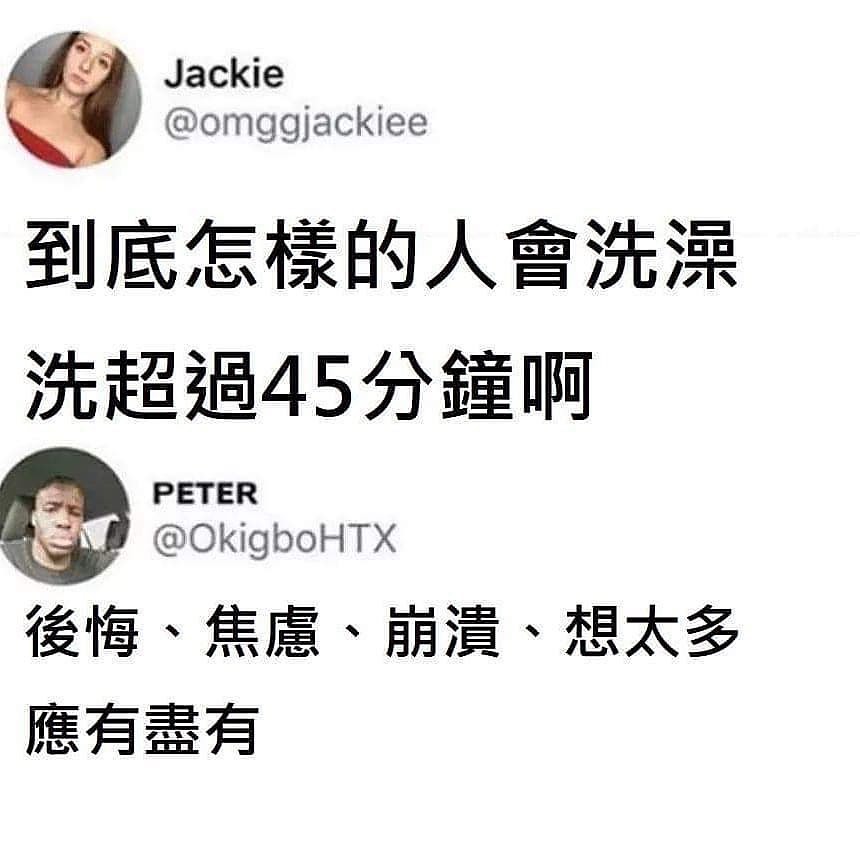 Jackie
@omggjackiee
到底怎樣的人會洗澡
洗超過45分鐘啊
PETER
@OkigboHTX
後悔、焦慮、崩潰、想太多
應有盡有